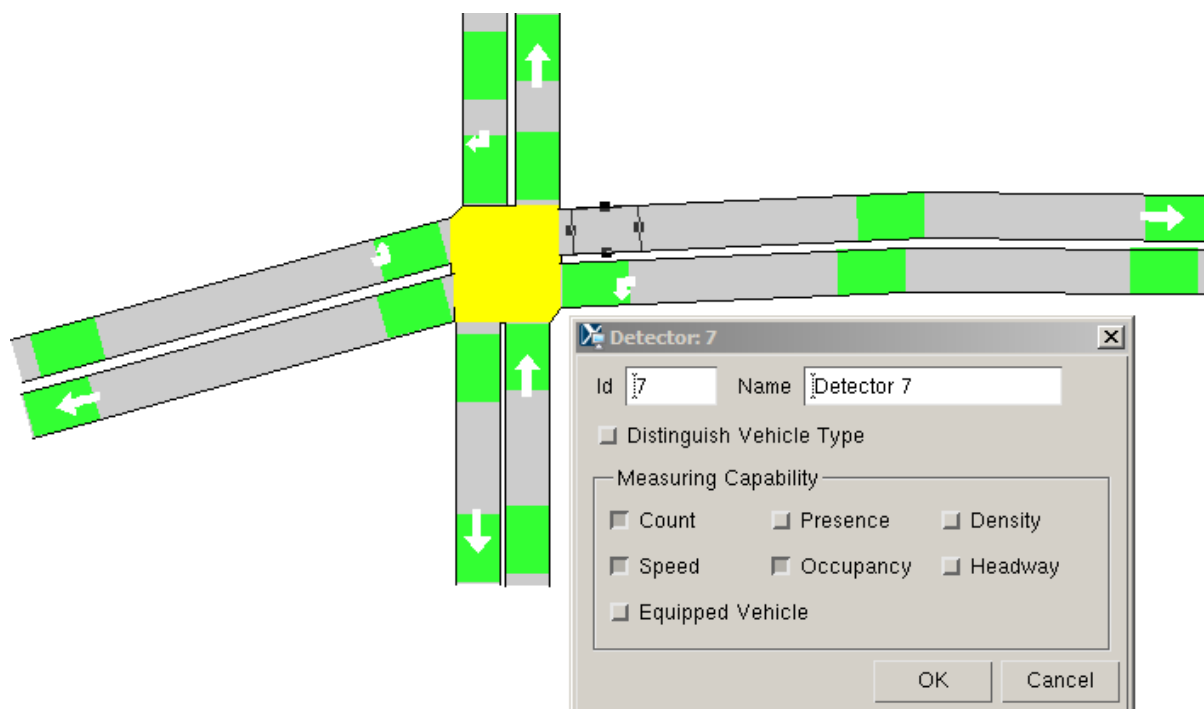 Detector: 7
Id 7 Name Detector 7
Distinguish Vehicle Type
Measuring Capability
Count Presence Density
Speed Occupancy Headway
Equipped Vehicle
OK Cancel